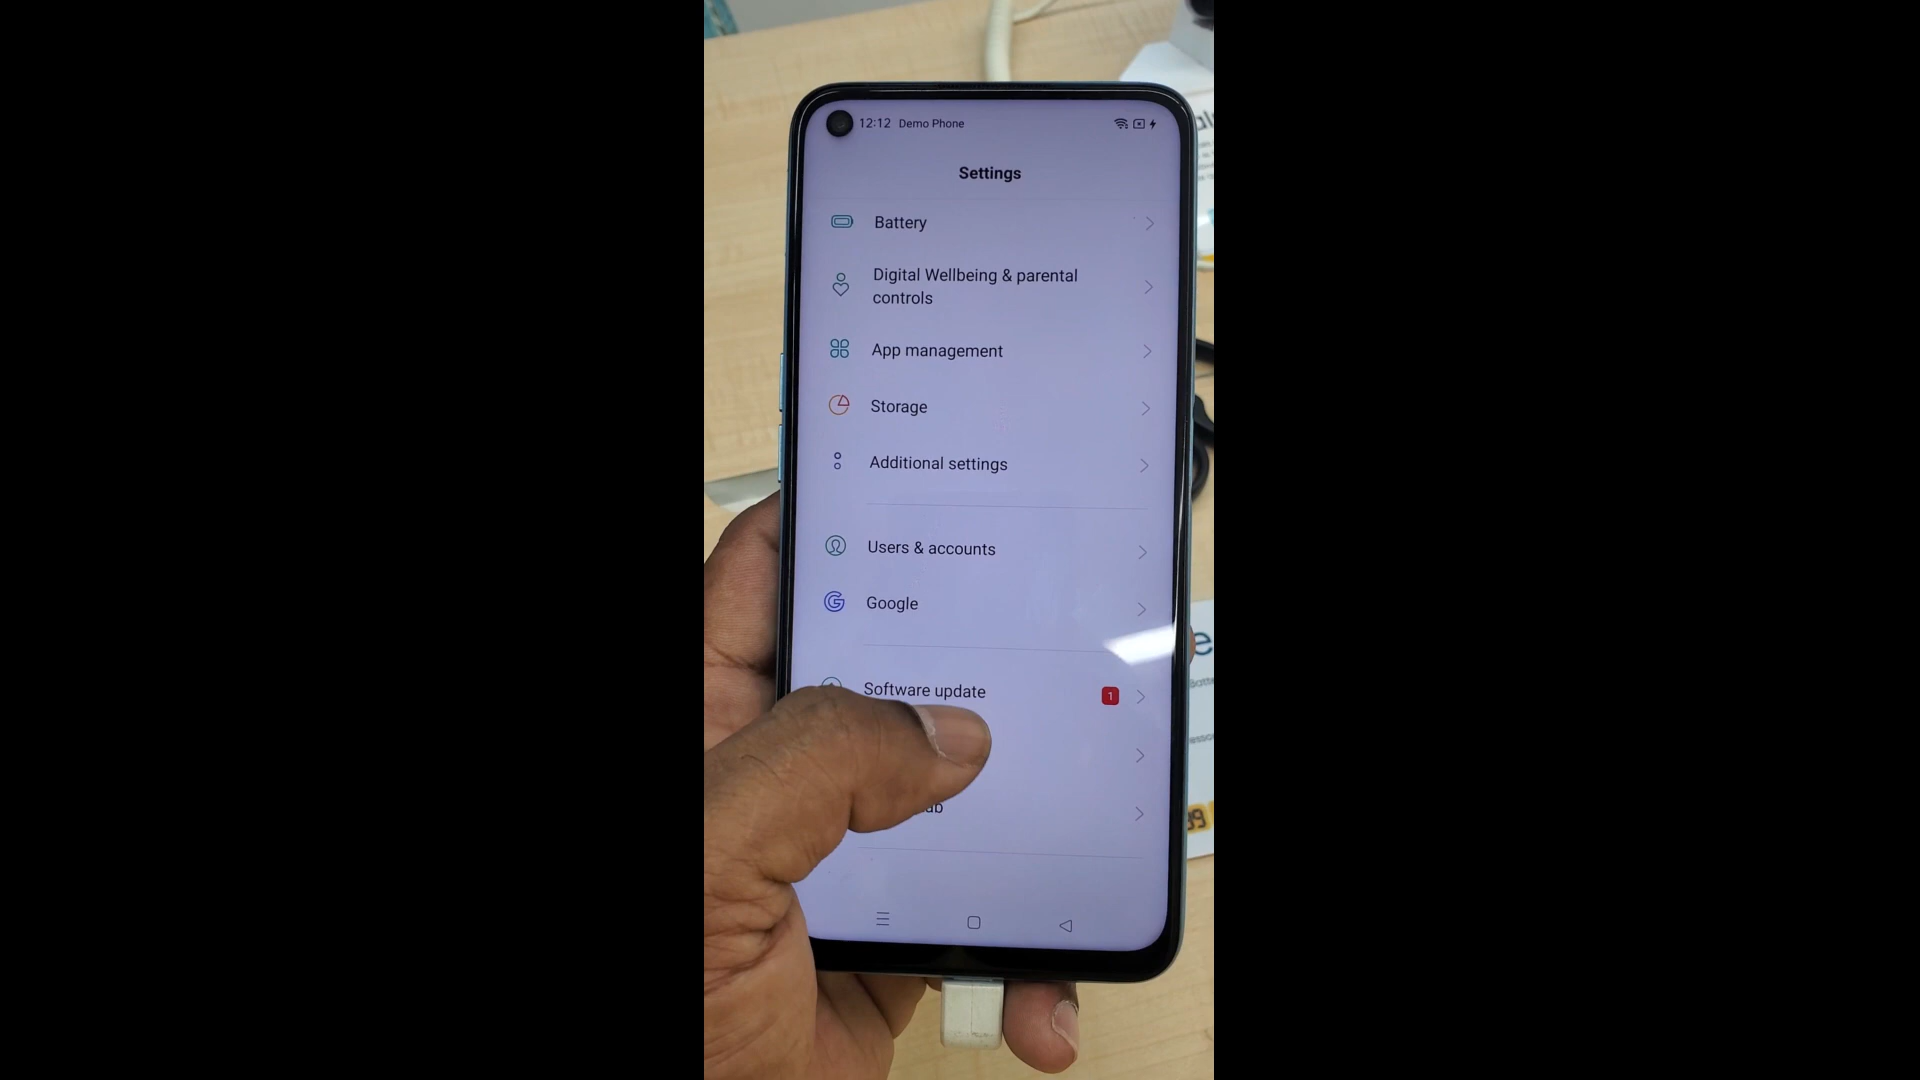 12:12 Demo Phone
Settings
Battery
Digital Wellbeing & parental
controls
App management
Storage
Additional settings
Users & accounts
Google
Software update
1